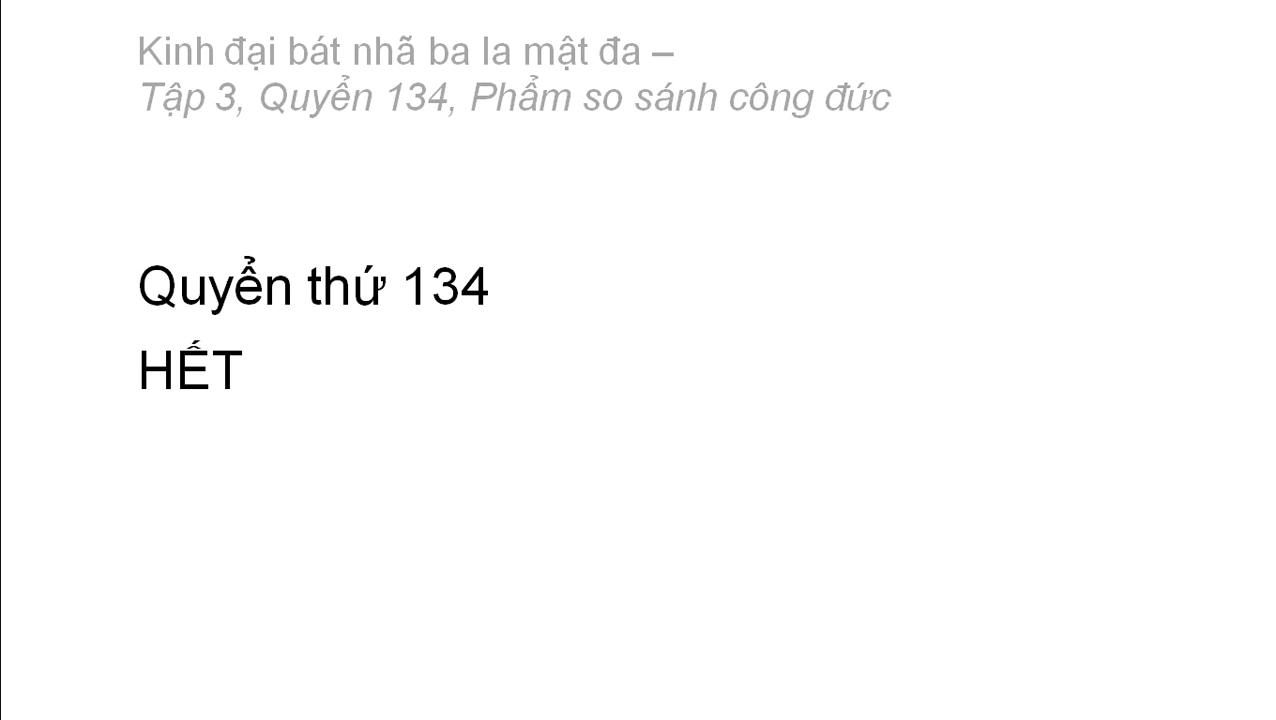 Kinh đại bát nhã ba la mật đa –
Tập 3, Quyển 134, Phẩm so sánh công đức
Quyển thứ 134
HẾT